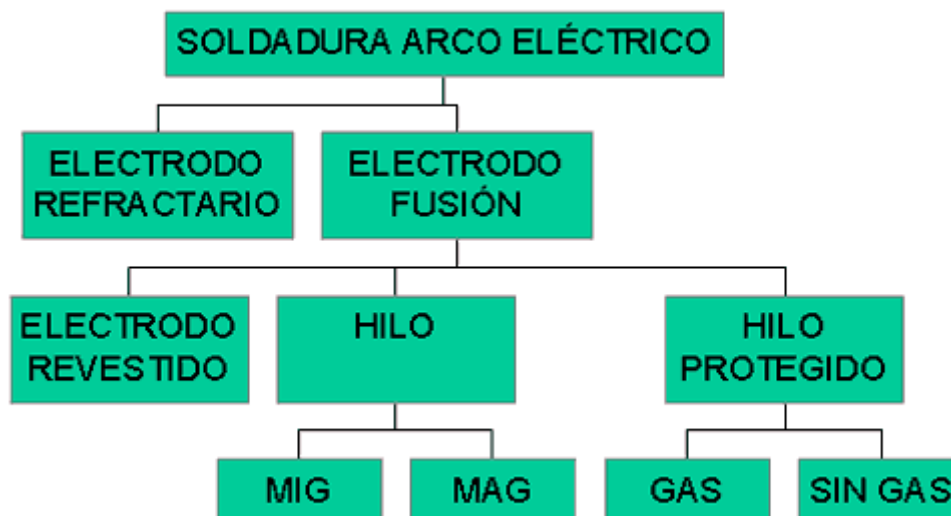 SOLDADURA ARCO ELÉCTRICO
ELECTRODO
REFRACTARIO
ELECTRODO
FUSIÓN
ELECTRODO
REVESTIDO
HILO
HILO
PROTEGIDO
MIG
MAG
GAS
SIN GAS